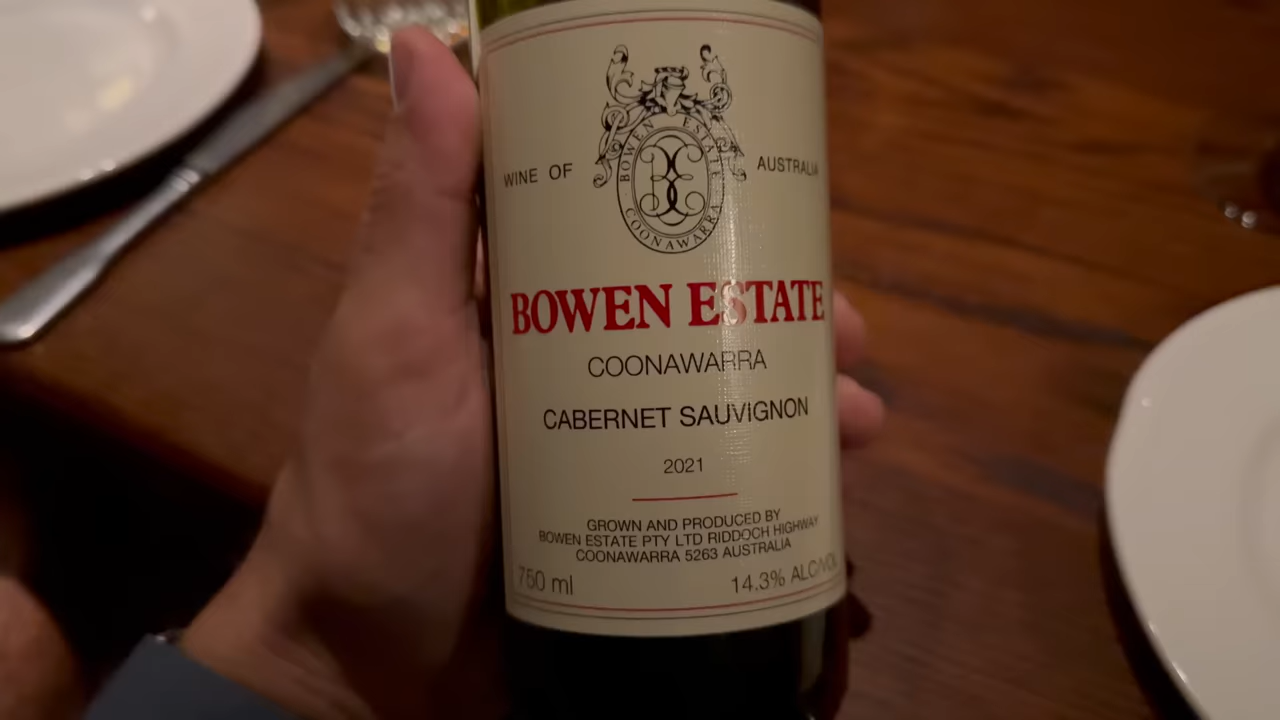 BOWEN ESTATE
COONAWARRA
WINE OF AUSTRALIA
BOWEN ESTATE
COONAWARRA
CABERNET SAUVIGNON
2021
GROWN AND PRODUCED BY
BOWEN ESTATE PTY LTD RIDDOCH HIGHWAY
COONAWARRA 5263 AUSTRALIA
750 ml 14.3% ALC/VOL